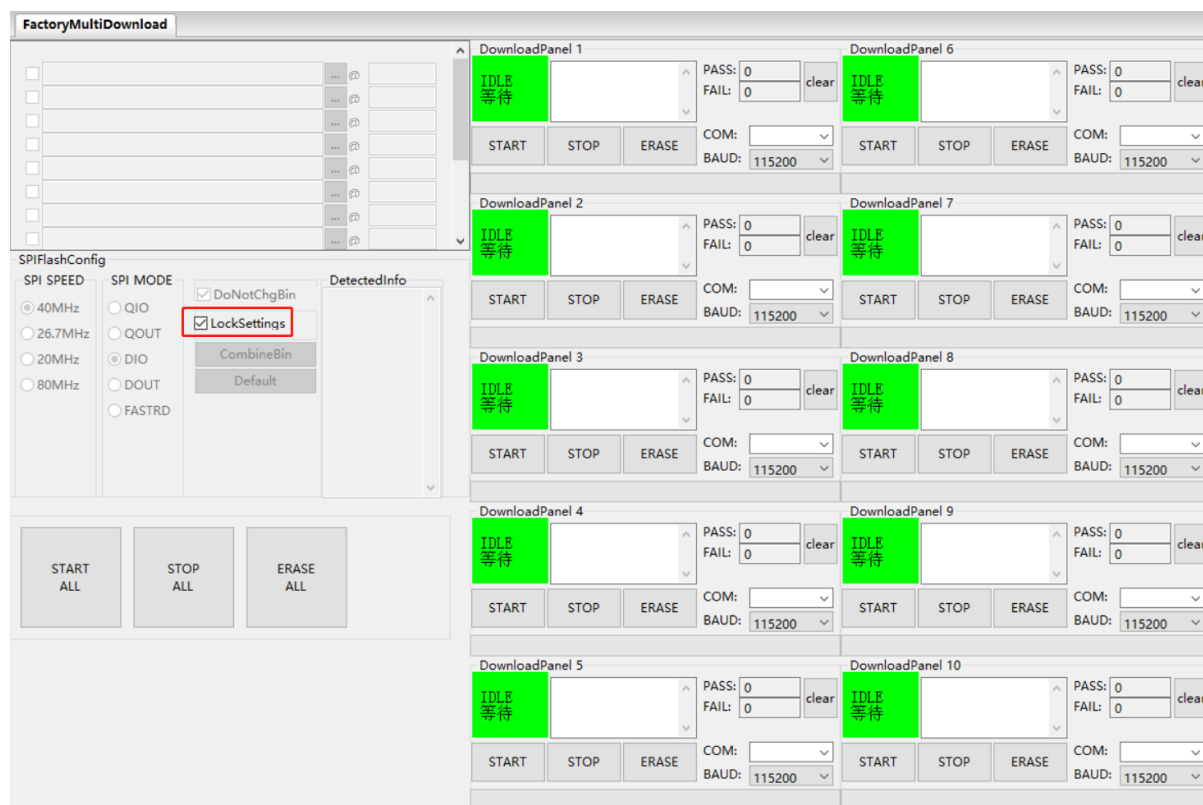 FactoryMultiDownload
... @
... @
... @
... @
... @
... @
... @
... @
SPIFlashConfig
SPI SPEED
40MHz
26.7MHz
20MHz
80MHz
SPI MODE
QIO
QOUT
DIO
DOUT
FASTRD
DoNotChgBin
LockSettings
CombineBin
Default
DetectedInfo
START
ALL
STOP
ALL
ERASE
ALL
DownloadPanel 1
IDLE
等待
PASS: 0
FAIL: 0
clear
START STOP ERASE
COM:
BAUD: 115200
DownloadPanel 2
IDLE
等待
PASS: 0
FAIL: 0
clear
START STOP ERASE
COM:
BAUD: 115200
DownloadPanel 3
IDLE
等待
PASS: 0
FAIL: 0
clear
START STOP ERASE
COM:
BAUD: 115200
DownloadPanel 4
IDLE
等待
PASS: 0
FAIL: 0
clear
START STOP ERASE
COM:
BAUD: 115200
DownloadPanel 5
IDLE
等待
PASS: 0
FAIL: 0
clear
START STOP ERASE
COM:
BAUD: 115200
DownloadPanel 6
IDLE
等待
PASS: 0
FAIL: 0
clear
START STOP ERASE
COM:
BAUD: 115200
DownloadPanel 7
IDLE
等待
PASS: 0
FAIL: 0
clear
START STOP ERASE
COM:
BAUD: 115200
DownloadPanel 8
IDLE
等待
PASS: 0
FAIL: 0
clear
START STOP ERASE
COM:
BAUD: 115200
DownloadPanel 9
IDLE
等待
PASS: 0
FAIL: 0
clear
START STOP ERASE
COM:
BAUD: 115200
DownloadPanel 10
IDLE
等待
PASS: 0
FAIL: 0
clear
START STOP ERASE
COM:
BAUD: 115200